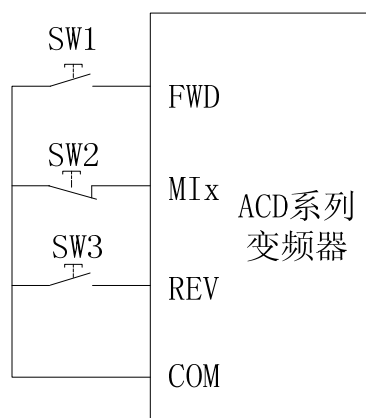 SW1
FWD
SW2
MIx
ACD系列
变频器
SW3
REV
COM